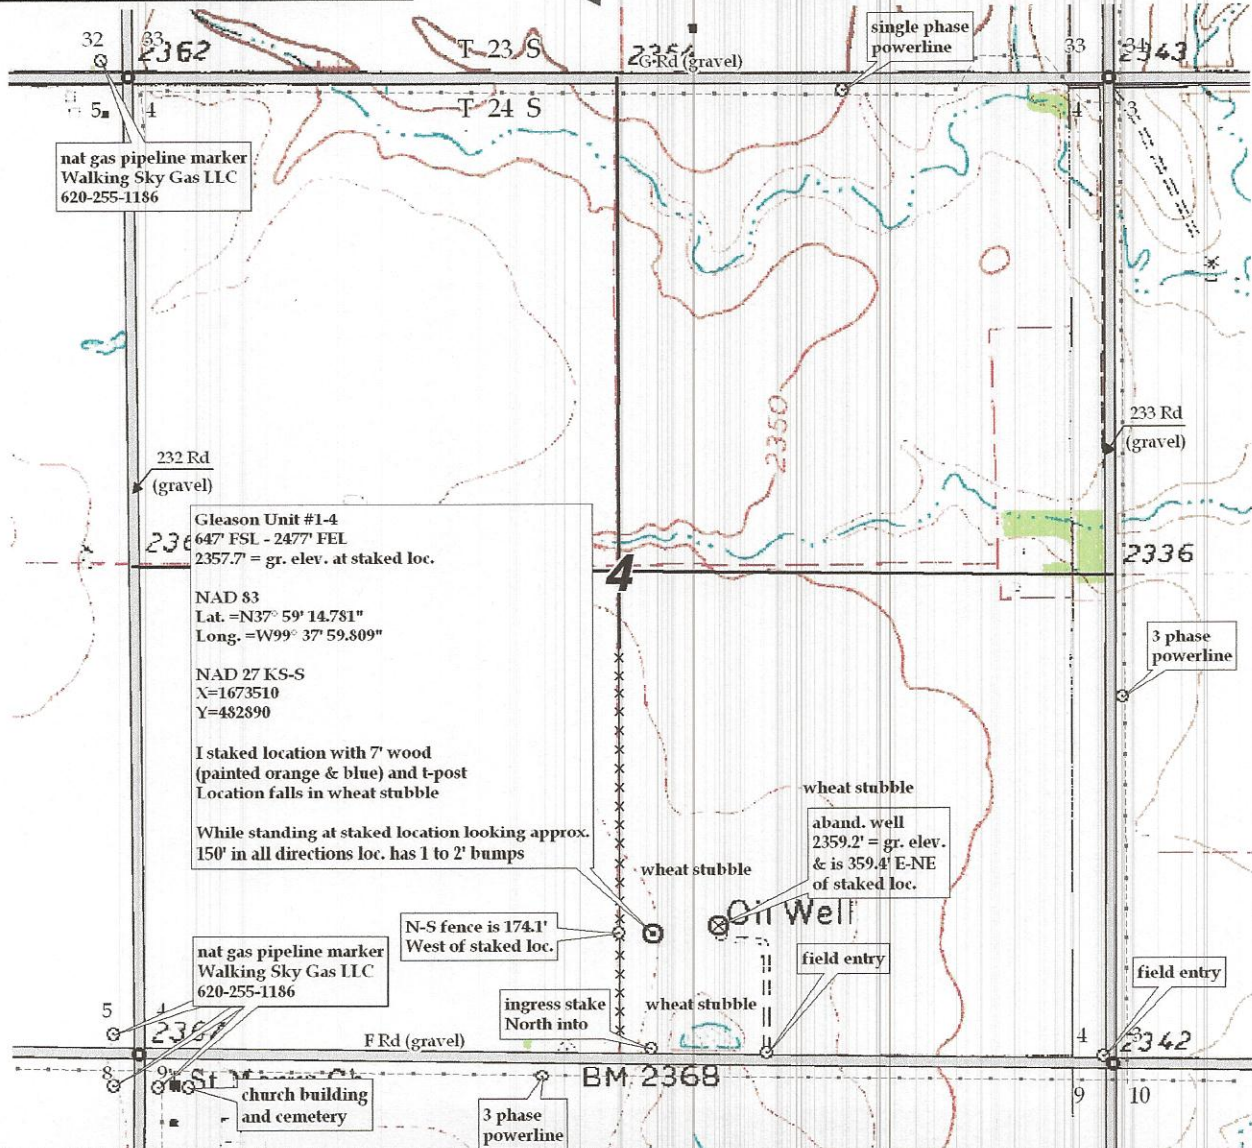 32
33
2362
T 23 S
G Rd (gravel)
single phase
powerline
33
34
2343
5
4
T 24 S
4
3
nat gas pipeline marker
Walking Sky Gas LLC
620-255-1186
2350
232 Rd
(gravel)
233 Rd
(gravel)
Gleason Unit #1-4
647' FSL - 2477' FEL
2357.7' = gr. elev. at staked loc.
NAD 83
Lat. =N37° 59' 14.781"
Long. =W99° 37' 59.809"
NAD 27 KS-S
X=1673510
Y=482890
I staked location with 7' wood
(painted orange & blue) and t-post
Location falls in wheat stubble
While standing at staked location looking approx.
150' in all directions loc. has 1 to 2' bumps
4
2336
3 phase
powerline
wheat stubble
aband. well
2359.2' = gr. elev.
& is 359.4' E-NE
of staked loc.
wheat stubble
Oil Well
N-S fence is 174.1'
West of staked loc.
nat gas pipeline marker
Walking Sky Gas LLC
620-255-1186
field entry
field entry
ingress stake
North into
wheat stubble
5
4
F Rd (gravel)
4
3
2342
8
9
BM 2368
church building
and cemetery
3 phase
powerline
9
10